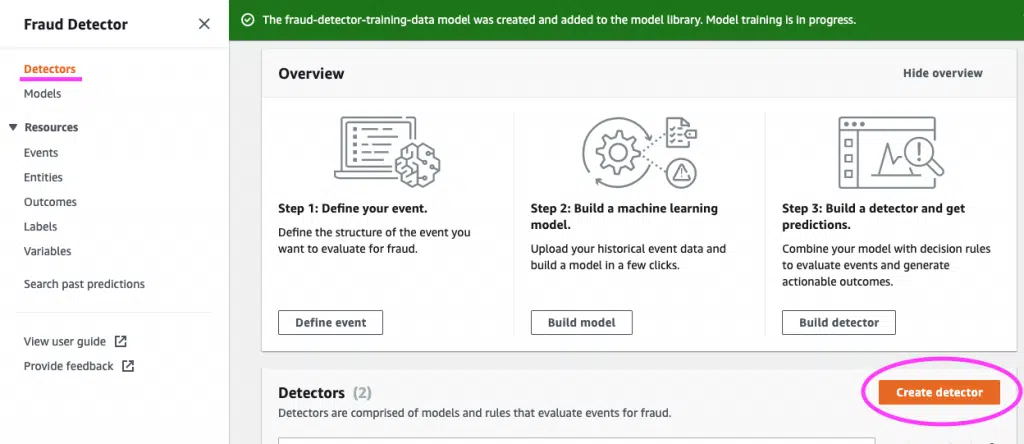 Fraud Detector
Detectors
Models
Resources
Events
Entities
Outcomes
Labels
Variables
Search past predictions
View user guide
Provide feedback
The fraud-detector-training-data model was created and added to the model library. Model training is in progress.
Overview
Hide overview
Step 1: Define your event.
Define the structure of the event you
want to evaluate for fraud.
Define event
Step 2: Build a machine learning
model.
Upload your historical event data and
build a model in a few clicks.
Build model
Step 3: Build a detector and get
predictions.
Combine your model with decision rules
to evaluate events and generate
actionable outcomes.
Build detector
Detectors (2)
Create detector
Detectors are comprised of models and rules that evaluate events for fraud.